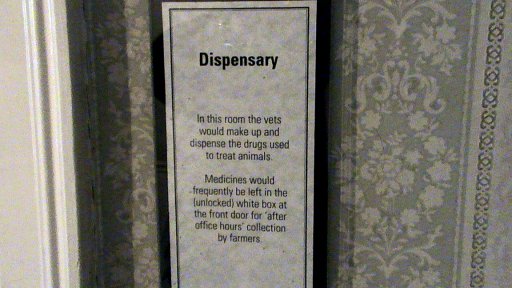 Dispensary
In this room the vets
would make up and
dispense the drugs used
to treat animals.
Medicines would
frequently be left in the
(unlocked) white box at
the front door for 'after
office hours' collection
by farmers.